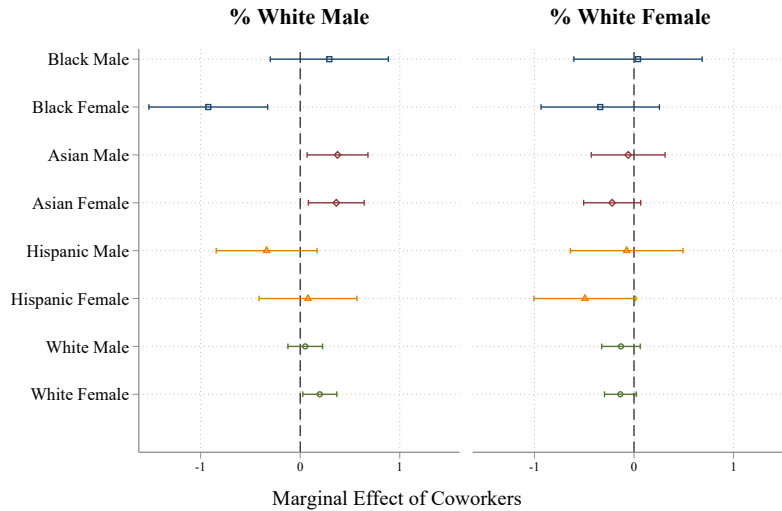 % White Male
% White Female
Black Male
Black Female
Asian Male
Asian Female
Hispanic Male
Hispanic Female
White Male
White Female
-1 0 1
-1 0 1
Marginal Effect of Coworkers